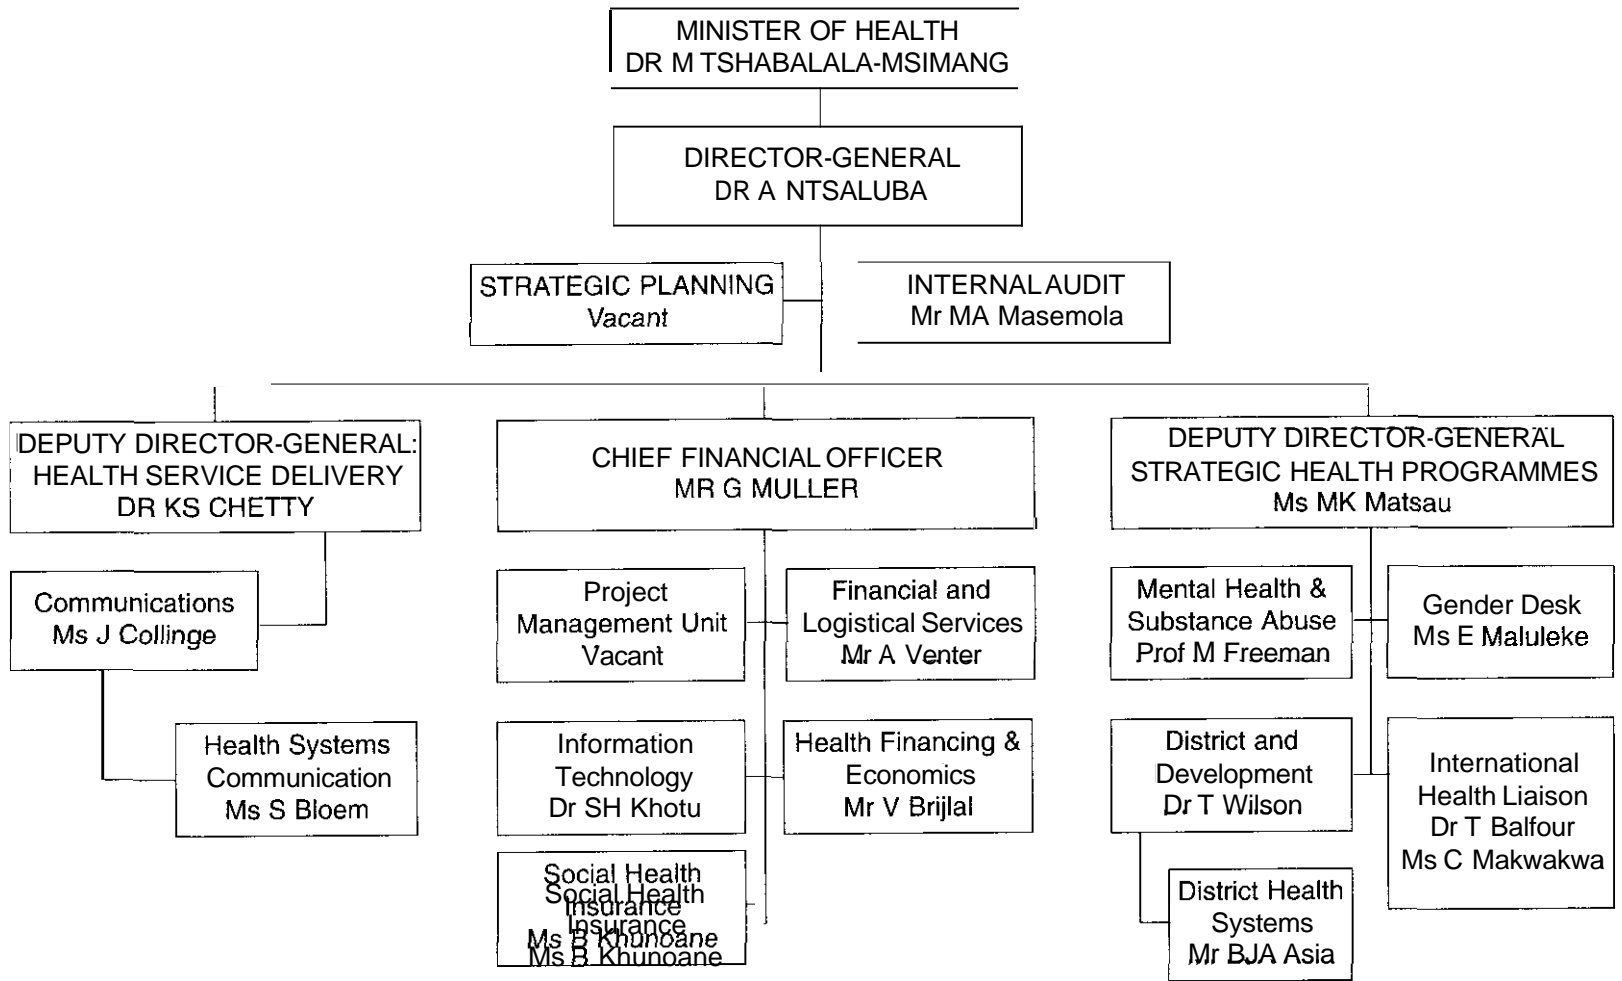 MINISTER OF HEALTH
DR M TSHABALALA-MSIMANG
DIRECTOR-GENERAL
DR A NTSALUBA
STRATEGIC PLANNING
Vacant
INTERNAL AUDIT
Mr MA Masemola
DEPUTY DIRECTOR-GENERAL:
HEALTH SERVICE DELIVERY
DR KS CHETTY
CHIEF FINANCIAL OFFICER
MR G MULLER
DEPUTY DIRECTOR-GENERAL
STRATEGIC HEALTH PROGRAMMES
Ms MK Matsau
Communications
Ms J Collinge
Project
Management Unit
Vacant
Financial and
Logistical Services
Mr A Venter
Mental Health &
Substance Abuse
Prof M Freeman
Gender Desk
Ms E Maluleke
Health Systems
Communication
Ms S Bloem
Information
Technology
Dr SH Khotu
Health Financing &
Economics
Mr V Brijlal
District and
Development
Dr T Wilson
International
Health Liaison
Dr T Balfour
Ms C Makwakwa
Social Health
Social Health
Insurance
Insurance
Ms B Khunoane
Ms B Khunoane
District Health
Systems
Mr BJA Asia